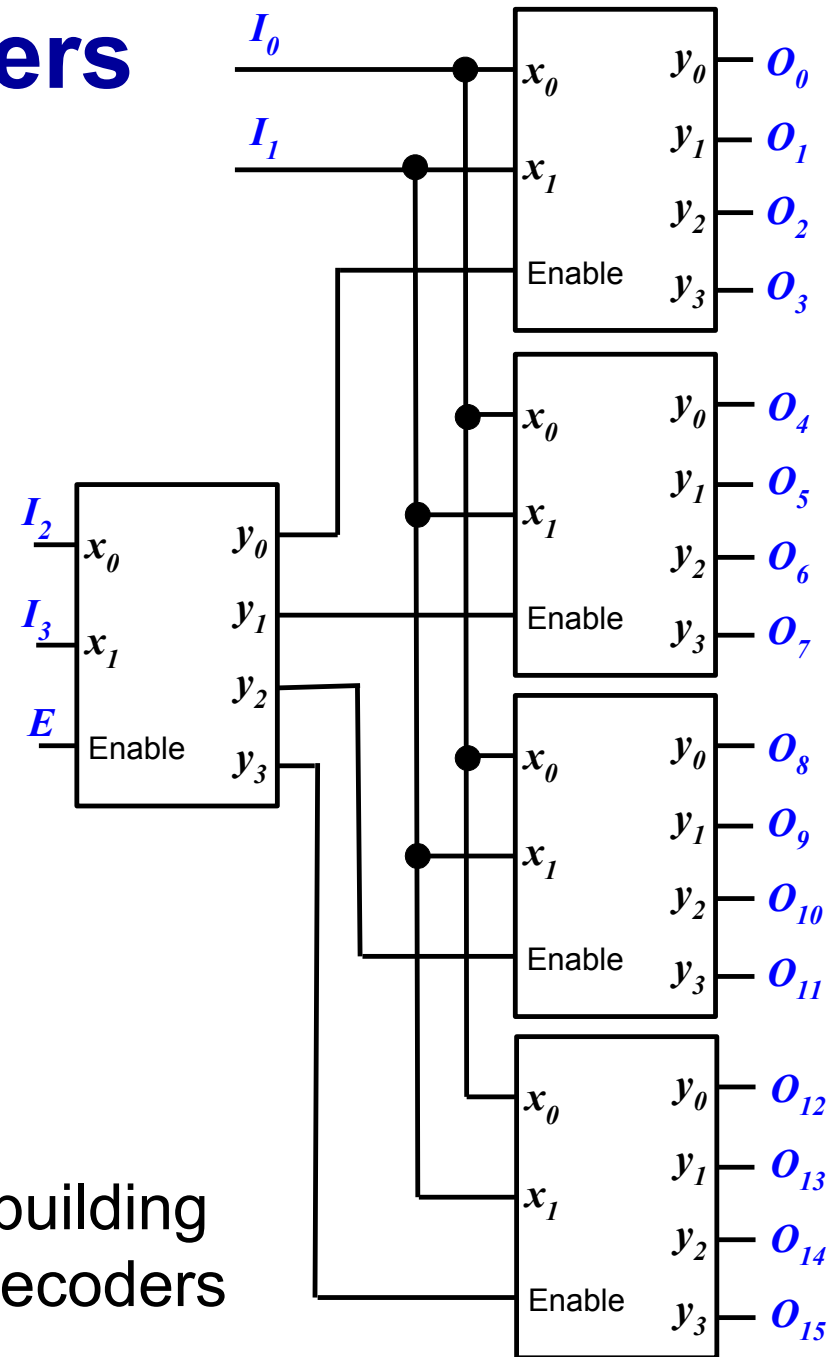 ers
I0
I1
x0
x1
Enable
y0
y1
y2
y3
O0
O1
O2
O3
x0
x1
Enable
y0
y1
y2
y3
O4
O5
O6
O7
I2
I3
E
x0
x1
Enable
y0
y1
y2
y3
x0
x1
Enable
y0
y1
y2
y3
O8
O9
O10
O11
x0
x1
Enable
y0
y1
y2
y3
O12
O13
O14
O15
building
ecoders